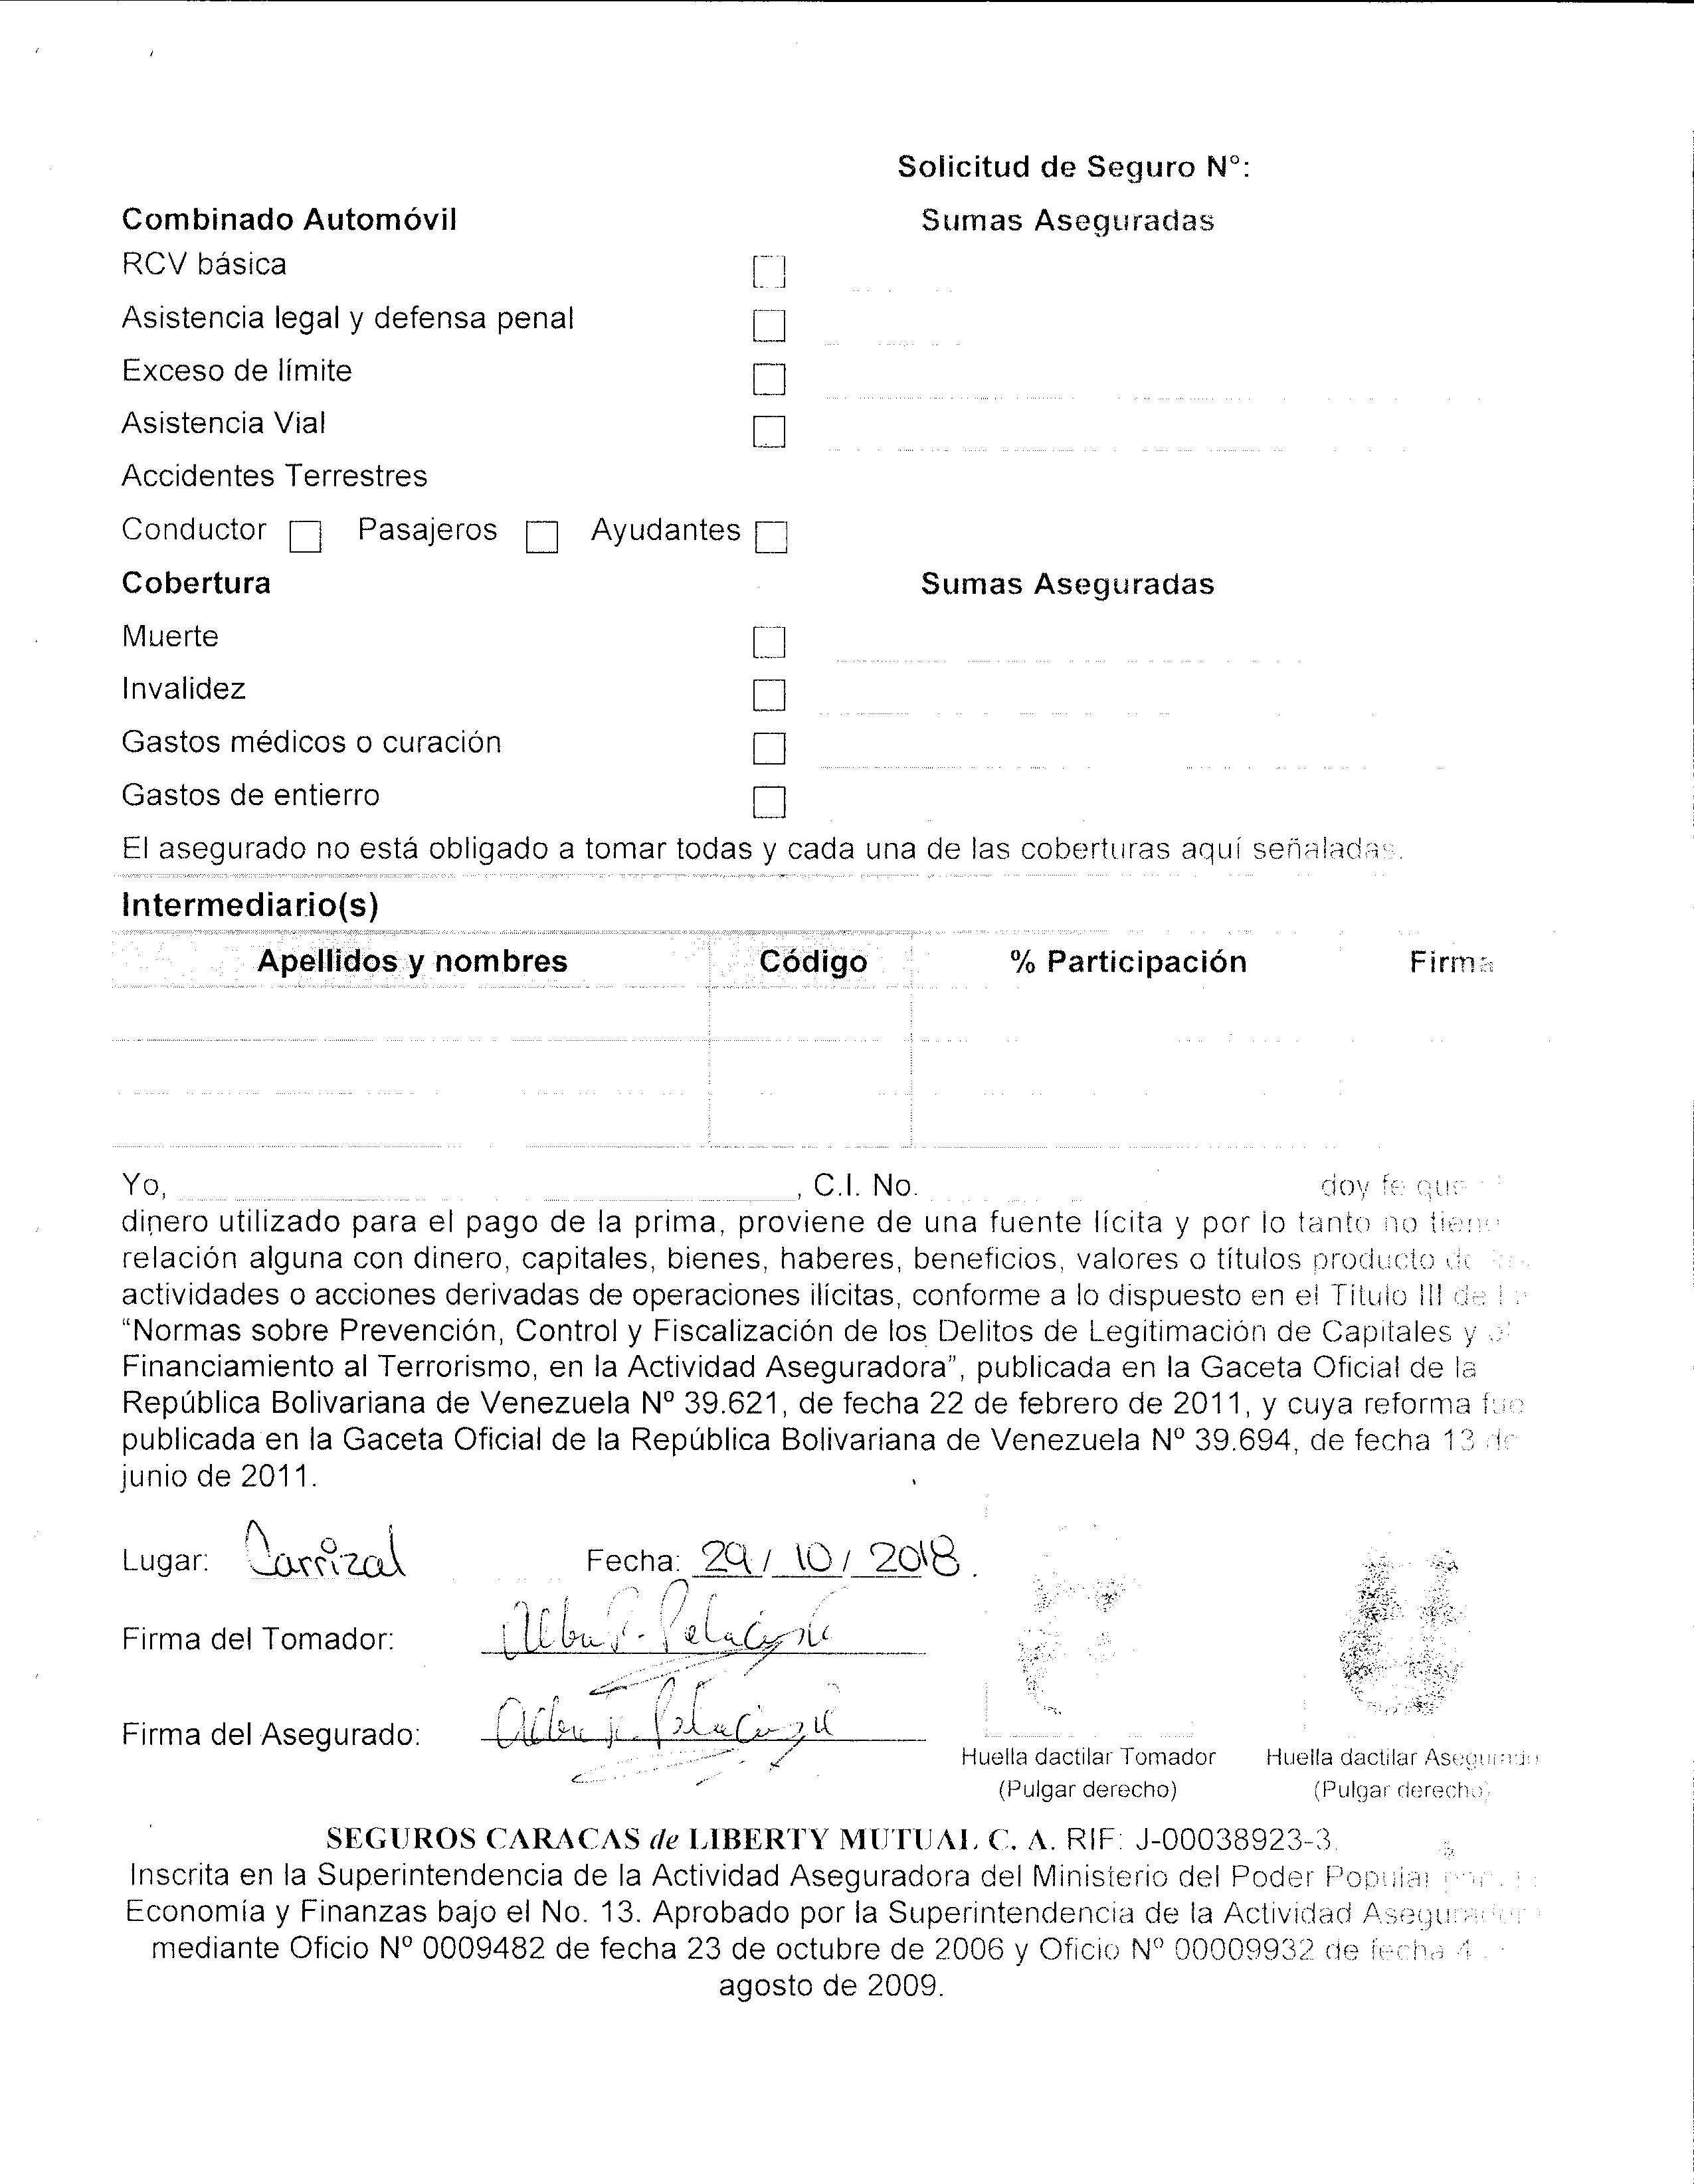 Solicitud de Seguro N°:
Combinado Automóvil Sumas Aseguradas
RCV básica
Asistencia legal y defensa penal
Exceso de límite
Asistencia Vial
Accidentes Terrestres
Conductor Pasajeros Ayudantes
Cobertura Sumas Aseguradas
Muerte
Invalidez
Gastos médicos o curación
Gastos de entierro
El asegurado no está obligado a tomar todas y cada una de las coberturas aquí señaladas.
Intermediario(s)
Apellidos y nombres Código % Participación Firma
Yo, , C.I. No. doy fe que
dinero utilizado para el pago de la prima, proviene de una fuente lícita y por lo tanto no tiene
relación alguna con dinero, capitales, bienes, haberes, beneficios, valores o títulos producto de
actividades o acciones derivadas de operaciones ilícitas, conforme a lo dispuesto en el Titulo III de
“Normas sobre Prevención, Control y Fiscalización de los Delitos de Legitimación de Capitales y
Financiamiento al Terrorismo, en la Actividad Aseguradora”, publicada en la Gaceta Oficial de la
República Bolivariana de Venezuela Nº 39.621, de fecha 22 de febrero de 2011, y cuya reforma fue
publicada en la Gaceta Oficial de la República Bolivariana de Venezuela Nº 39.694, de fecha 13 de
junio de 2011.
Lugar: Carrizal Fecha: 29 / 10 / 2018.
Firma del Tomador:
Firma del Asegurado:
Huella dactilar Tomador Huella dactilar Asegurado
(Pulgar derecho) (Pulgar derecho)
SEGUROS CARACAS de LIBERTY MUTUAL C. A. RIF: J-00038923-3.
Inscrita en la Superintendencia de la Actividad Aseguradora del Ministerio del Poder Popular
Economía y Finanzas bajo el No. 13. Aprobado por la Superintendencia de la Actividad Aseguradora
mediante Oficio Nº 0009482 de fecha 23 de octubre de 2006 y Oficio Nº 00009932 de fecha 4
agosto de 2009.